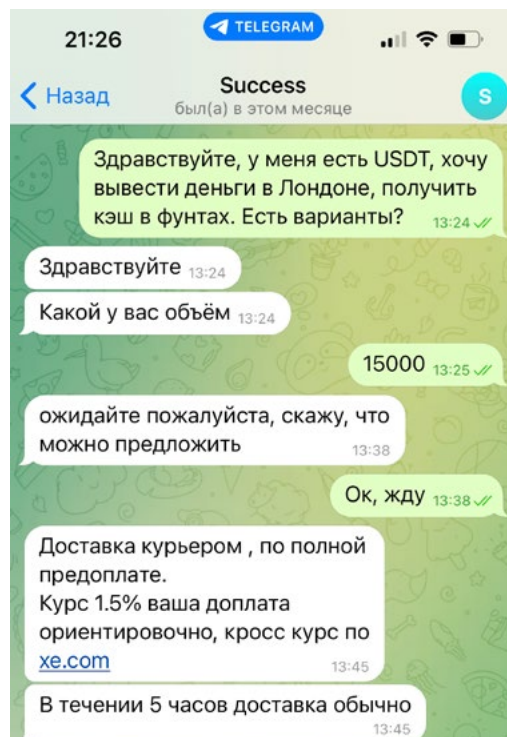 21:26
TELEGRAM
Назад
Success
был(а) в этом месяце
S
Здравствуйте, у меня есть USDT, хочу
вывести деньги в Лондоне, получить
кэш в фунтах. Есть варианты? 13:24
Здравствуйте 13:24
Какой у вас объём 13:24
15000 13:25
ожидайте пожалуйста, скажу, что
можно предложить 13:38
Ок, жду 13:38
Доставка курьером , по полной
предоплате.
Курс 1.5% ваша доплата
ориентировочно, кросс курс по
xe.com 13:45
В течении 5 часов доставка обычно
13:45